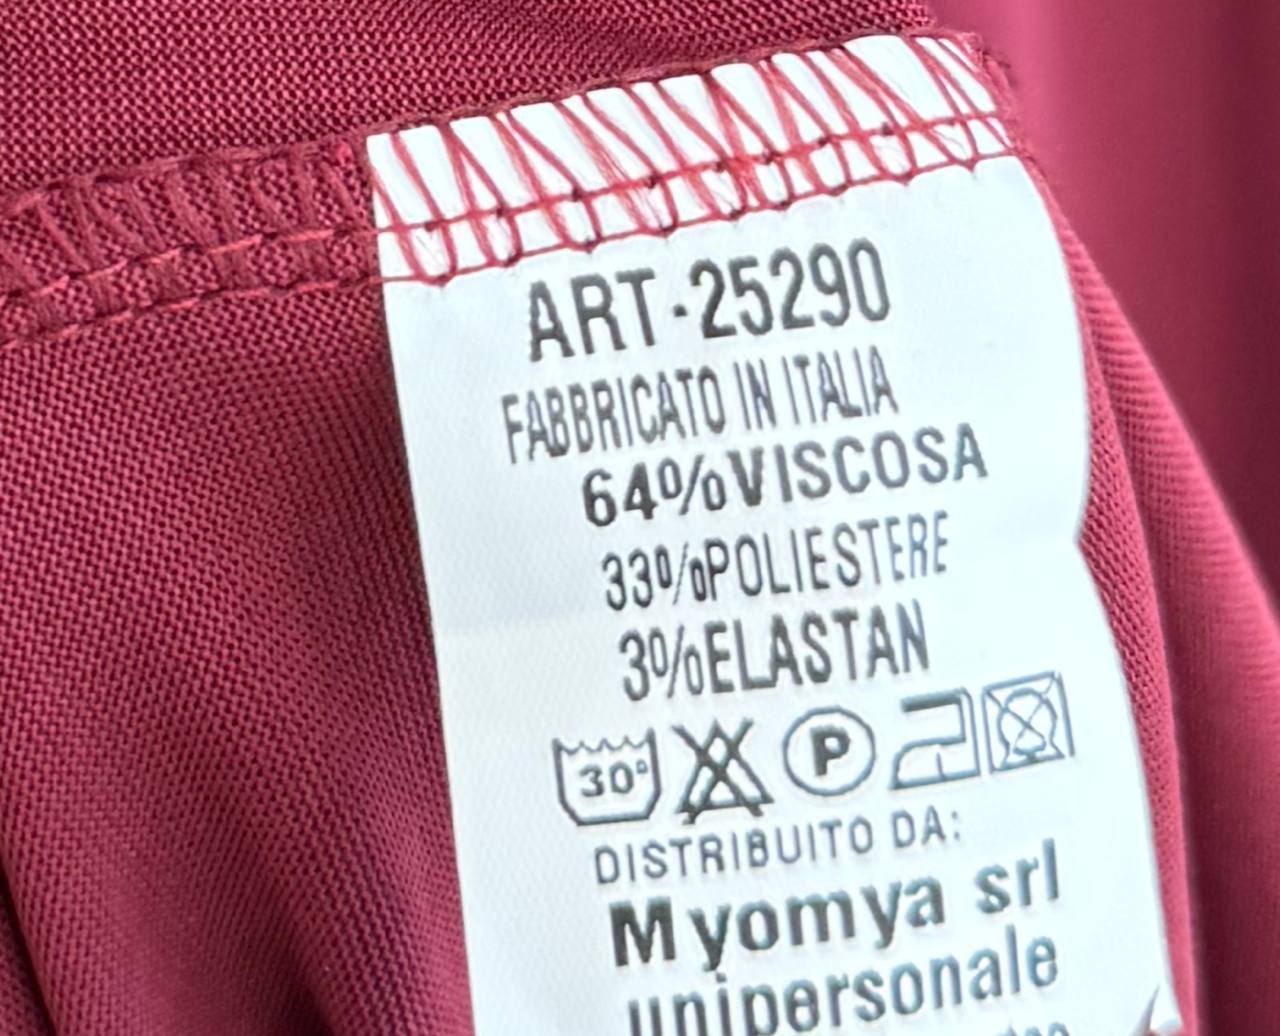 ART-25290
FABBRICATO IN ITALIA
64%VISCOSA
33%POLIESTERE
3%ELASTAN
30° P
DISTRIBUITO DA:
Myomya srl
unipersonale